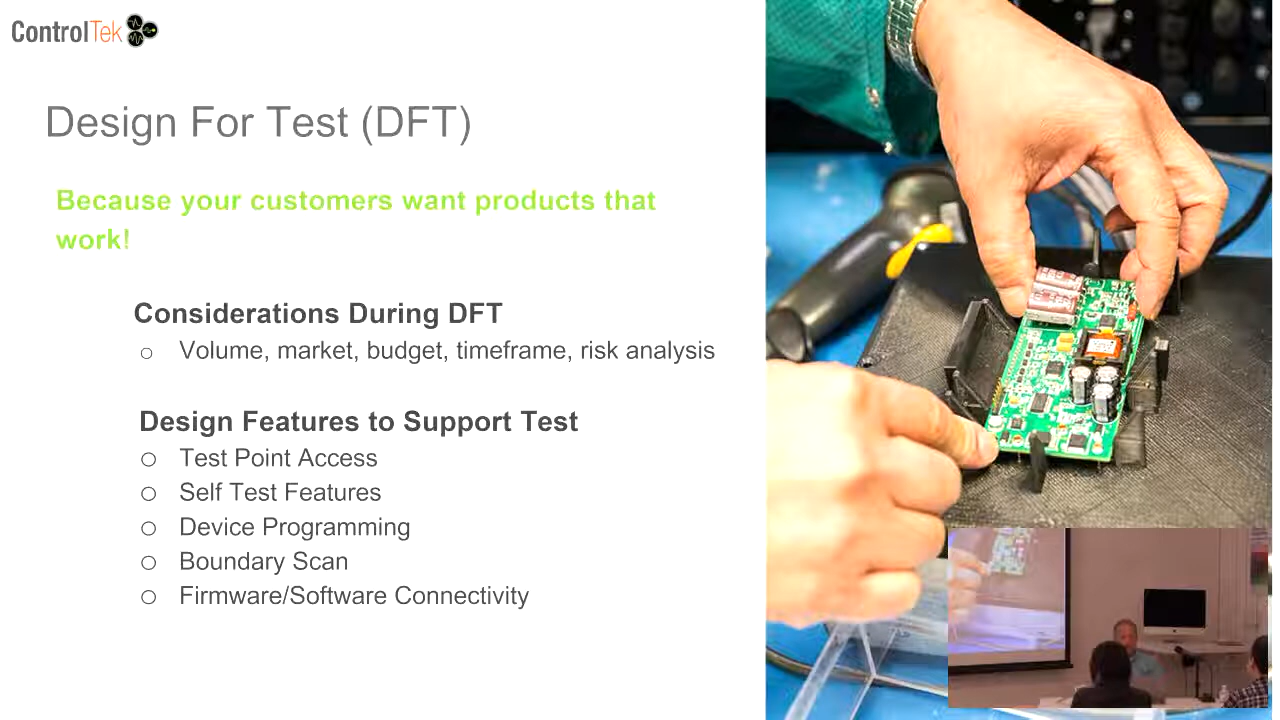 ControlTek
Design For Test (DFT)
Because your customers want products that
work!
Considerations During DFT
o Volume, market, budget, timeframe, risk analysis
Design Features to Support Test
o Test Point Access
o Self Test Features
o Device Programming
o Boundary Scan
o Firmware/Software Connectivity